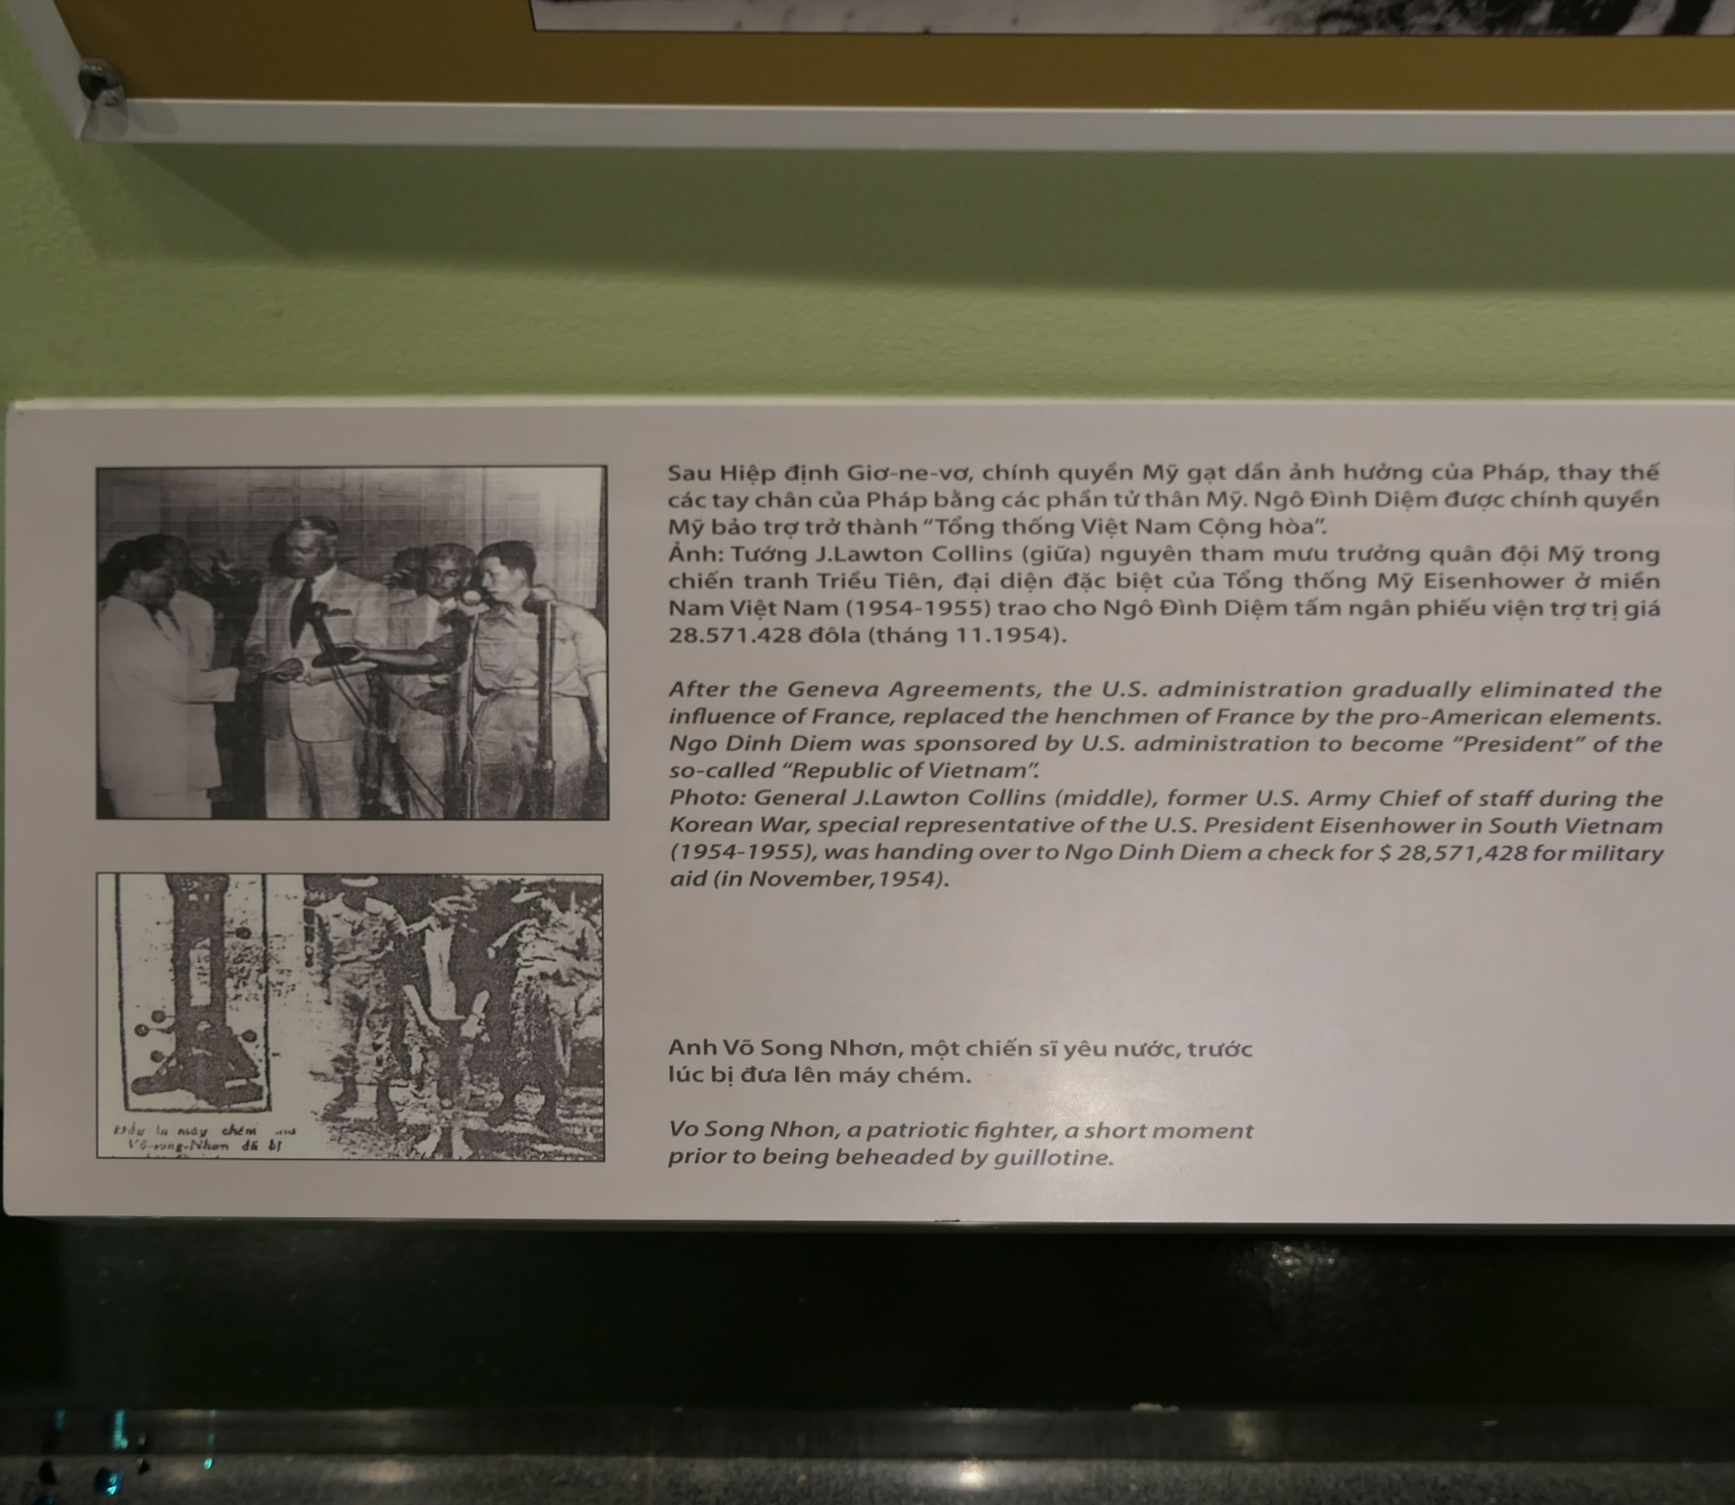 Sau Hiệp định Giơ-ne-vơ, chính quyền Mỹ gạt dần ảnh hưởng của Pháp, thay thế
các tay chân của Pháp bằng các phần tử thân Mỹ. Ngô Đình Diệm được chính quyền
Mỹ bảo trợ trở thành “Tổng thống Việt Nam Cộng hòa”.
Ảnh: Tướng J.Lawton Collins (giữa) nguyên tham mưu trưởng quân đội Mỹ trong
chiến tranh Triều Tiên, đại diện đặc biệt của Tổng thống Mỹ Eisenhower ở miền
Nam Việt Nam (1954-1955) trao cho Ngô Đình Diệm tấm ngân phiếu viện trợ trị giá
28.571.428 đôla (tháng 11.1954).
After the Geneva Agreements, the U.S. administration gradually eliminated the
influence of France, replaced the henchmen of France by the pro-American elements.
Ngo Dinh Diem was sponsored by U.S. administration to become “President” of the
so-called “Republic of Vietnam”.
Photo: General J.Lawton Collins (middle), former U.S. Army Chief of staff during the
Korean War, special representative of the U.S. President Eisenhower in South Vietnam
(1954-1955), was handing over to Ngo Dinh Diem a check for $ 28,571,428 for military
aid (in November,1954).
Anh Võ Song Nhơn, một chiến sĩ yêu nước, trước
lúc bị đưa lên máy chém.
Vo Song Nhon, a patriotic fighter, a short moment
prior to being beheaded by guillotine.
Đây là máy chém
Võ-song-Nhơn đã bị